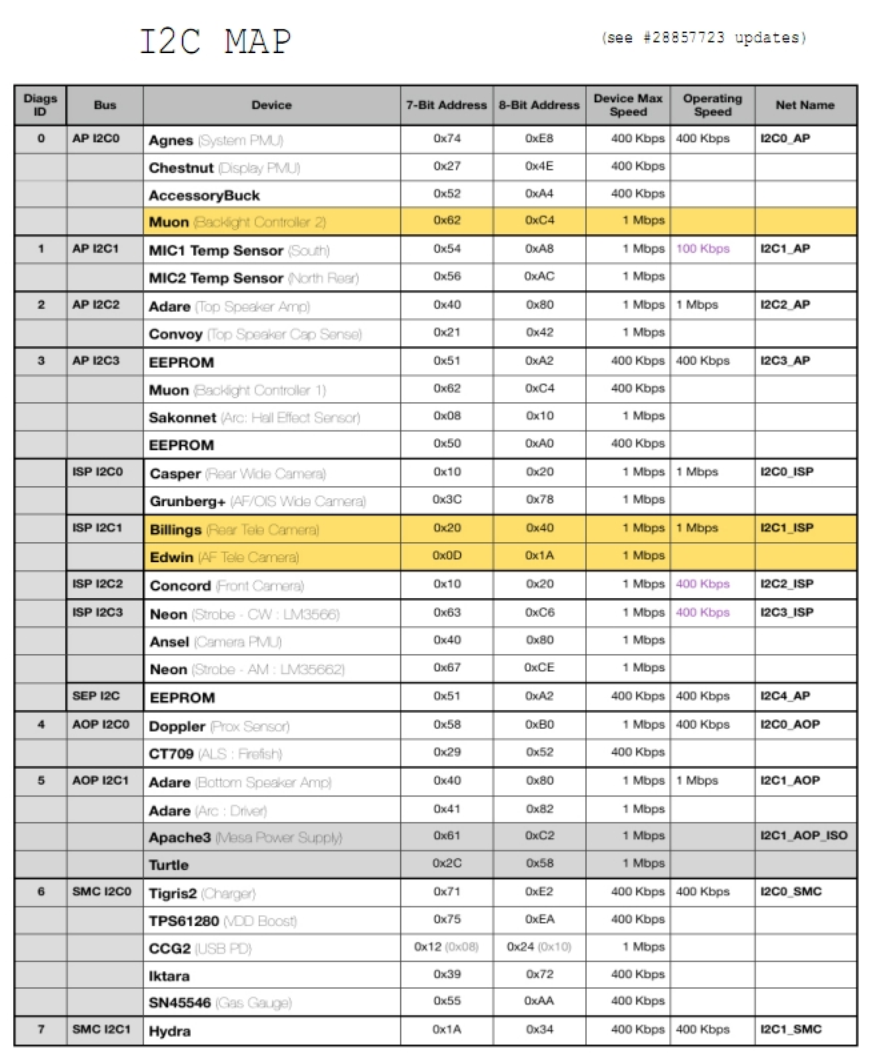 I2C MAP
(see #28857723 updates)
Diags ID Bus Device 7-Bit Address 8-Bit Address Device Max Speed Operating Speed Net Name
0 AP I2C0 Agnes (System PMU) 0x74 0xE8 400 Kbps 400 Kbps I2C0_AP
Chestnut (Display PMU) 0x27 0x4E 400 Kbps
AccessoryBuck 0x52 0xA4 400 Kbps
Muon (Backlight Controller 2) 0x62 0xC4 1 Mbps
1 AP I2C1 MIC1 Temp Sensor (South) 0x54 0xA8 1 Mbps 100 Kbps I2C1_AP
MIC2 Temp Sensor (North Rear) 0x56 0xAC 1 Mbps
2 AP I2C2 Adare (Top Speaker Amp) 0x40 0x80 1 Mbps 1 Mbps I2C2_AP
Convoy (Top Speaker Cap Sense) 0x21 0x42 1 Mbps
3 AP I2C3 EEPROM 0x51 0xA2 400 Kbps 400 Kbps I2C3_AP
Muon (Backlight Controller 1) 0x62 0xC4 400 Kbps
Sakonnet (Arc: Hall Effect Sensor) 0x08 0x10 1 Mbps
EEPROM 0x50 0xA0 400 Kbps
ISP I2C0 Casper (Rear Wide Camera) 0x10 0x20 1 Mbps 1 Mbps I2C0_ISP
Grunberg+ (AF/OIS Wide Camera) 0x3C 0x78 1 Mbps
ISP I2C1 Billings (Rear Tele Camera) 0x20 0x40 1 Mbps 1 Mbps I2C1_ISP
Edwin (AF Tele Camera) 0x0D 0x1A 1 Mbps
ISP I2C2 Concord (Front Camera) 0x10 0x20 1 Mbps 400 Kbps I2C2_ISP
ISP I2C3 Neon (Strobe - CW : LM3566) 0x63 0xC6 1 Mbps 400 Kbps I2C3_ISP
Ansel (Camera PMU) 0x40 0x80 1 Mbps
Neon (Strobe - AM : LM35662) 0x67 0xCE 1 Mbps
SEP I2C EEPROM 0x51 0xA2 400 Kbps 400 Kbps I2C4_AP
4 AOP I2C0 Doppler (Prox Sensor) 0x58 0xB0 1 Mbps 400 Kbps I2C0_AOP
CT709 (ALS : Firefish) 0x29 0x52 400 Kbps
5 AOP I2C1 Adare (Bottom Speaker Amp) 0x40 0x80 1 Mbps 1 Mbps I2C1_AOP
Adare (Arc : Driver) 0x41 0x82 1 Mbps
Apache3 (Mesa Power Supply) 0x61 0xC2 1 Mbps I2C1_AOP_ISO
Turtle 0x2C 0x58 1 Mbps
6 SMC I2C0 Tigris2 (Charger) 0x71 0xE2 400 Kbps 400 Kbps I2C0_SMC
TPS61280 (VDD Boost) 0x75 0xEA 400 Kbps
CCG2 (USB PD) 0x12 (0x08) 0x24 (0x10) 1 Mbps
Iktara 0x39 0x72 400 Kbps
SN45546 (Gas Gauge) 0x55 0xAA 400 Kbps
7 SMC I2C1 Hydra 0x1A 0x34 400 Kbps 400 Kbps I2C1_SMC